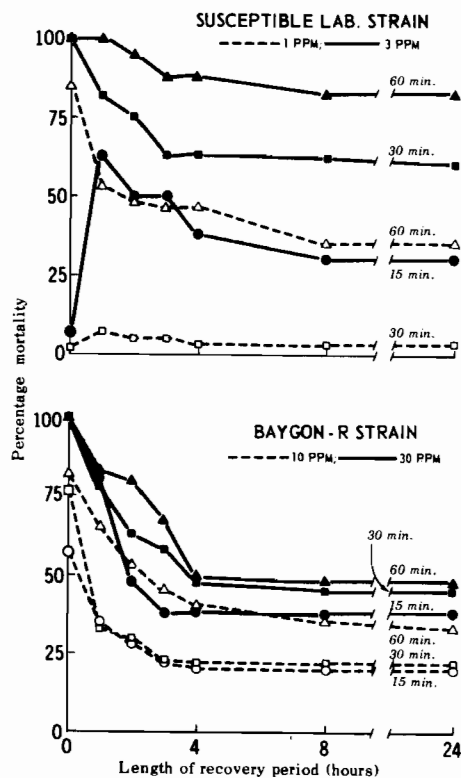 SUSCEPTIBLE LAB. STRAIN
1 PPM; 3 PPM
100
75
50
25
0
60 min.
30 min.
60 min.
15 min.
30 min.
Percentage mortality
BAYGON-R STRAIN
10 PPM; 30 PPM
100
75
50
25
0
30 min.
60 min.
15 min.
60 min.
30 min.
15 min.
0 4 8 24
Length of recovery period (hours)